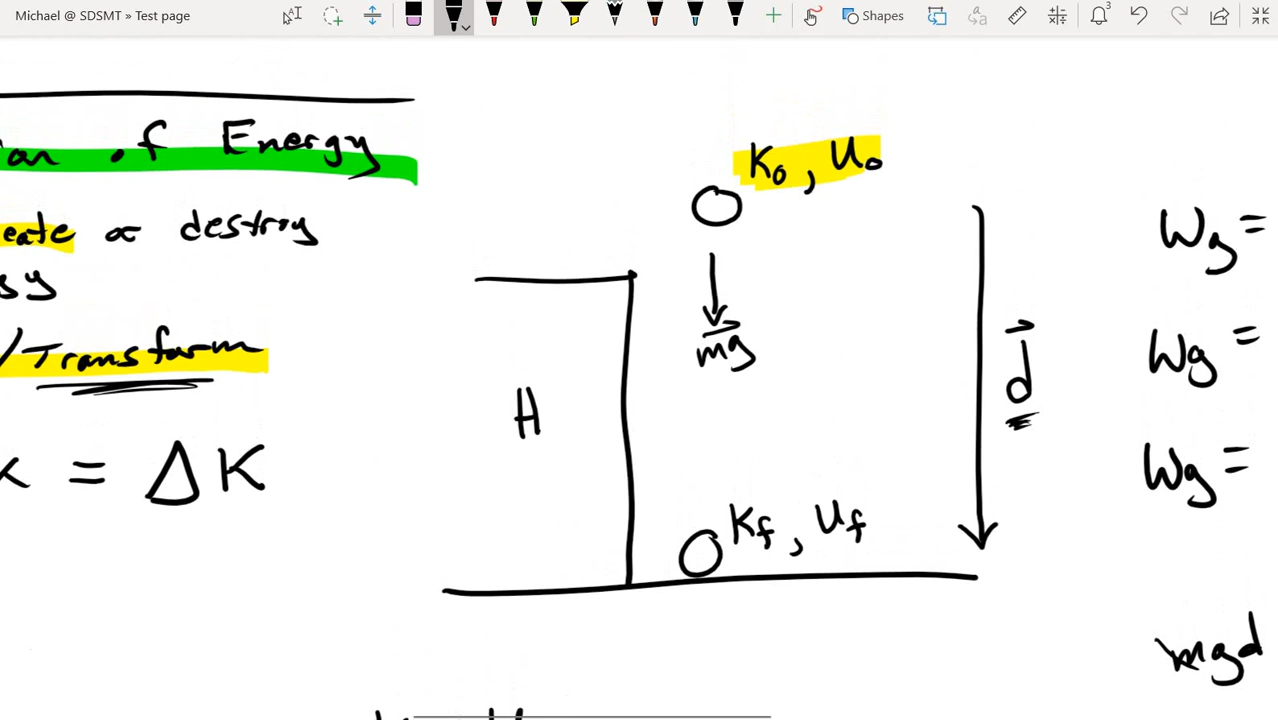 Michael @ SDSMT » Test page
Shapes
3
of Energy
eate or destroy
/Transform
= ΔK
K₀, U₀
mg
H
d
Kf, Uf
Wg =
Wg =
Wg =
mgd